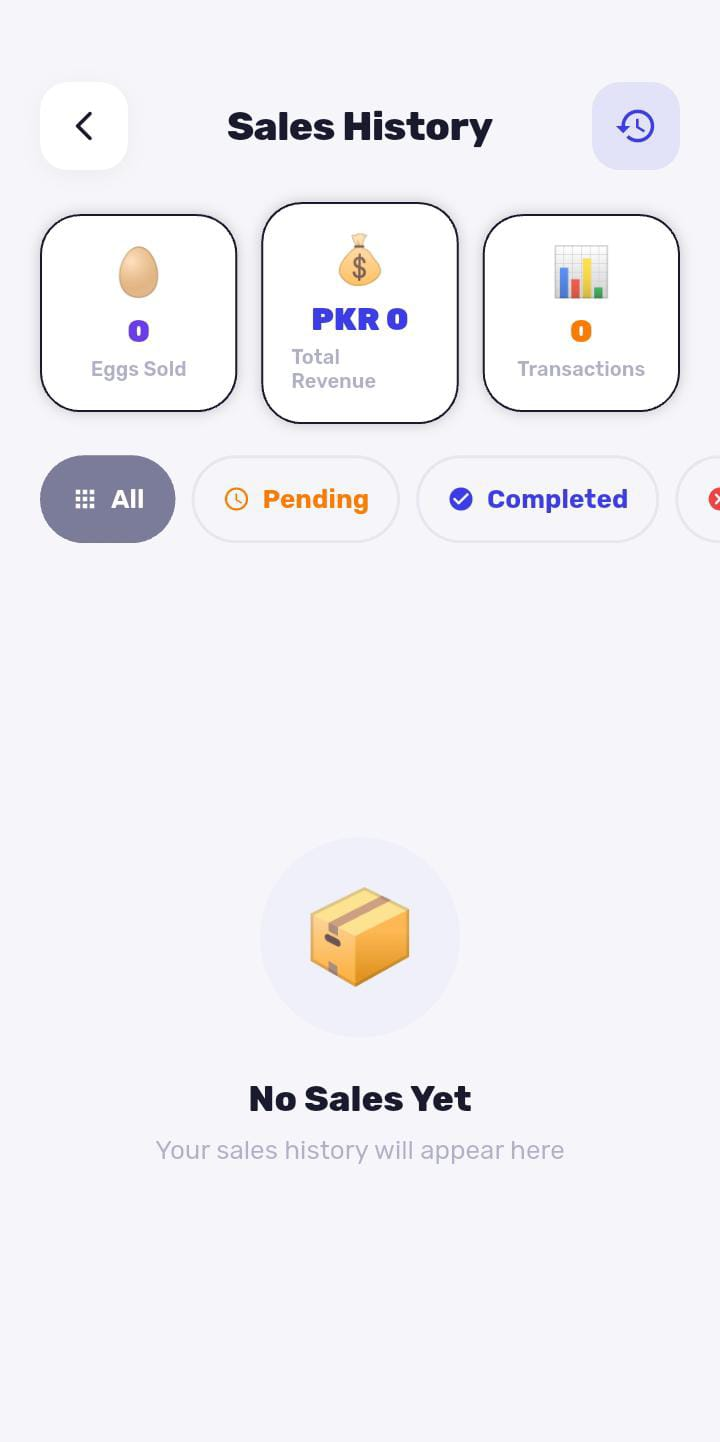 Sales History
0
Eggs Sold
PKR 0
Total
Revenue
0
Transactions
All
Pending
Completed
No Sales Yet
Your sales history will appear here